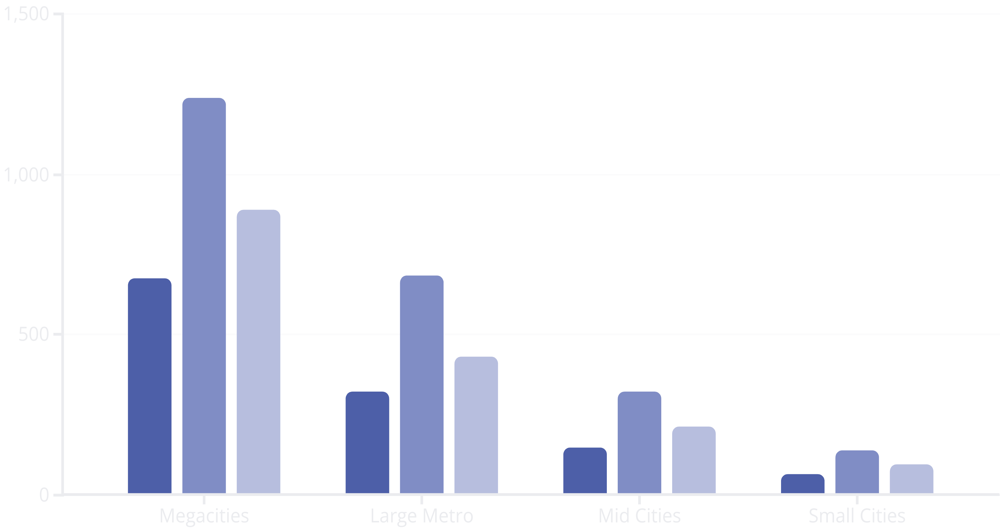 1,500
1,000
500
0
Megacities
Large Metro
Mid Cities
Small Cities